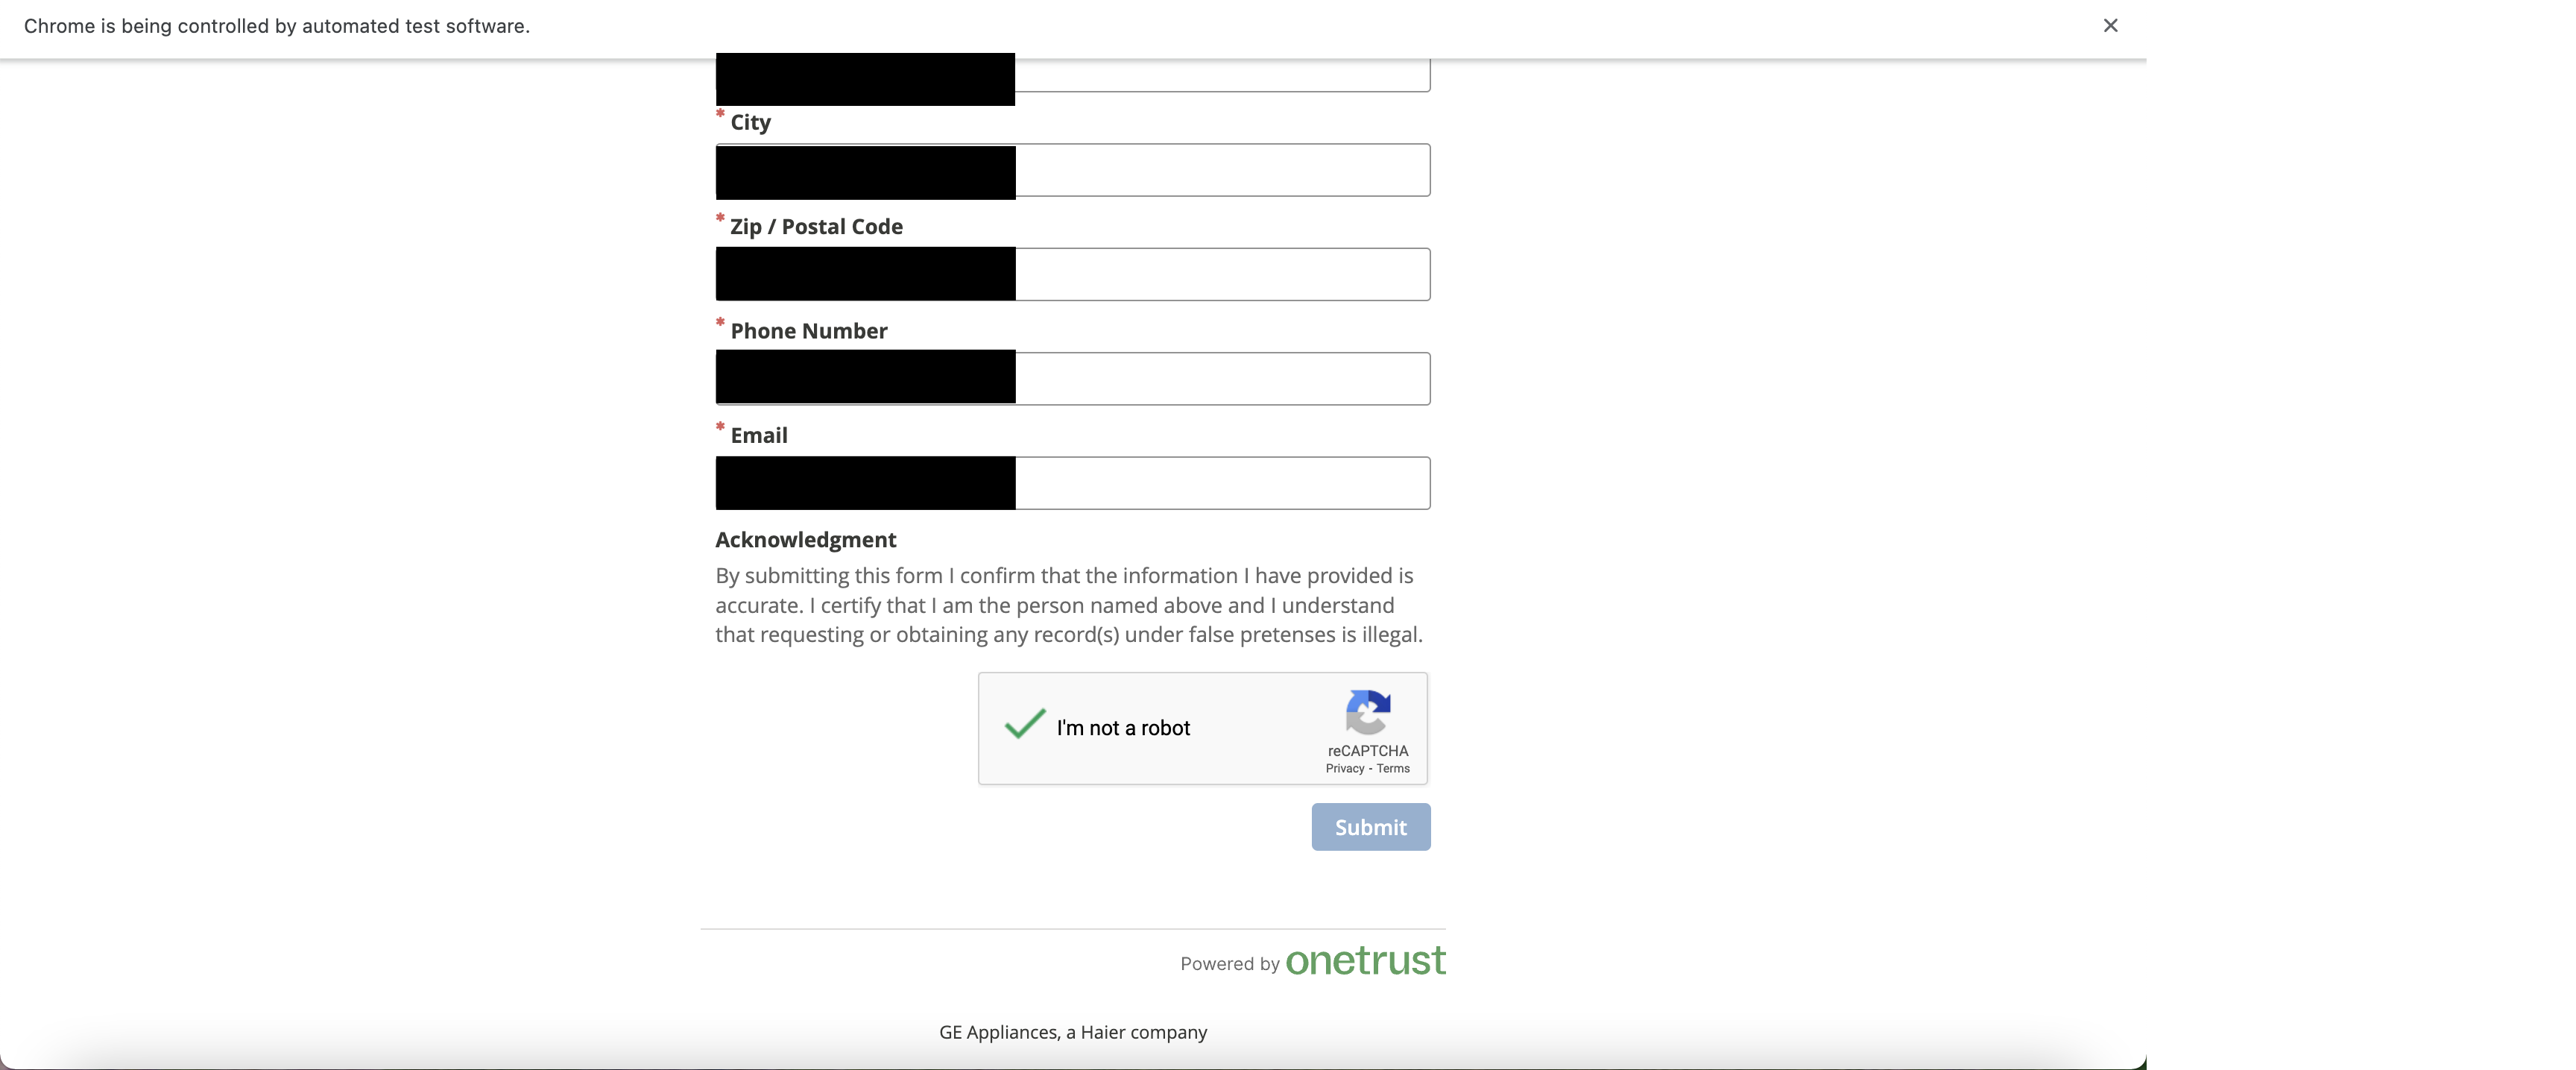 Chrome is being controlled by automated test software.
* City
* Zip / Postal Code
* Phone Number
* Email
Acknowledgment
By submitting this form I confirm that the information I have provided is
accurate. I certify that I am the person named above and I understand
that requesting or obtaining any record(s) under false pretenses is illegal.
I'm not a robot
reCAPTCHA
Privacy - Terms
Submit
Powered by onetrust
GE Appliances, a Haier company